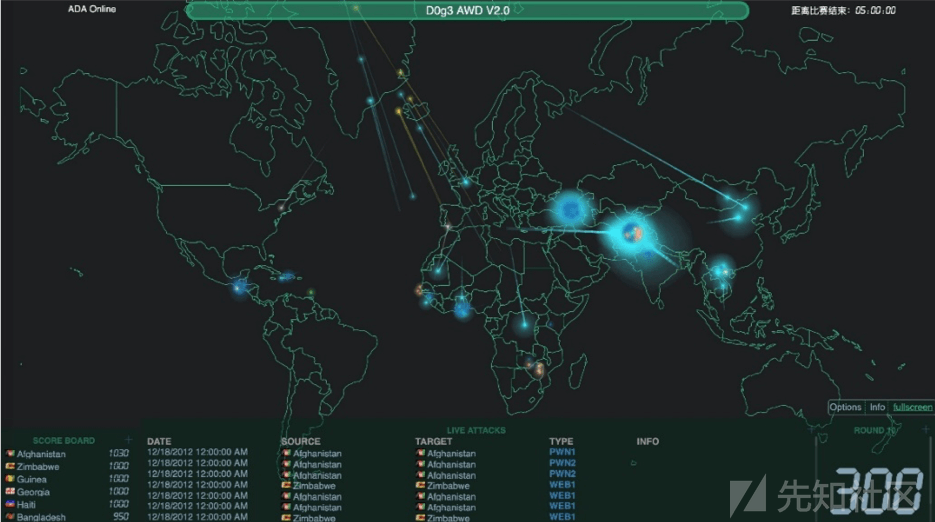 ADA Online
D0g3 AWD V2.0
距离比赛结束: 05:00:00
Options Info fullscreen
SCORE BOARD +
Afghanistan 1030
Zimbabwe 1000
Guinea 1000
Georgia 1000
Haiti 1000
Bangladesh 950
LIVE ATTACKS
DATE SOURCE TARGET TYPE INFO
12/18/2012 12:00:00 AM Afghanistan Afghanistan PWN1
12/18/2012 12:00:00 AM Afghanistan Afghanistan PWN2
12/18/2012 12:00:00 AM Afghanistan Afghanistan PWN2
12/18/2012 12:00:00 AM Zimbabwe Zimbabwe WEB1
12/18/2012 12:00:00 AM Afghanistan Afghanistan WEB1
12/18/2012 12:00:00 AM Afghanistan Afghanistan WEB1
12/18/2012 12:00:00 AM Zimbabwe Zimbabwe WEB1
ROUND +
300
先知社区